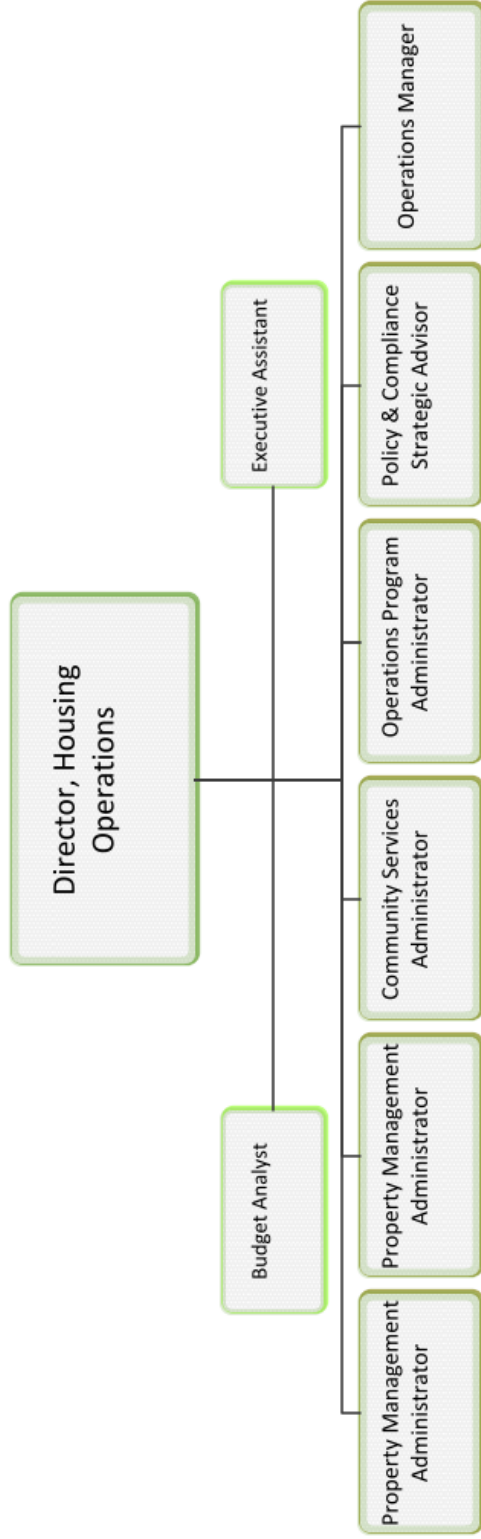 Director, Housing
Operations
Budget Analyst
Executive Assistant
Property Management
Administrator
Property Management
Administrator
Community Services
Administrator
Operations Program
Administrator
Policy & Compliance
Strategic Advisor
Operations Manager